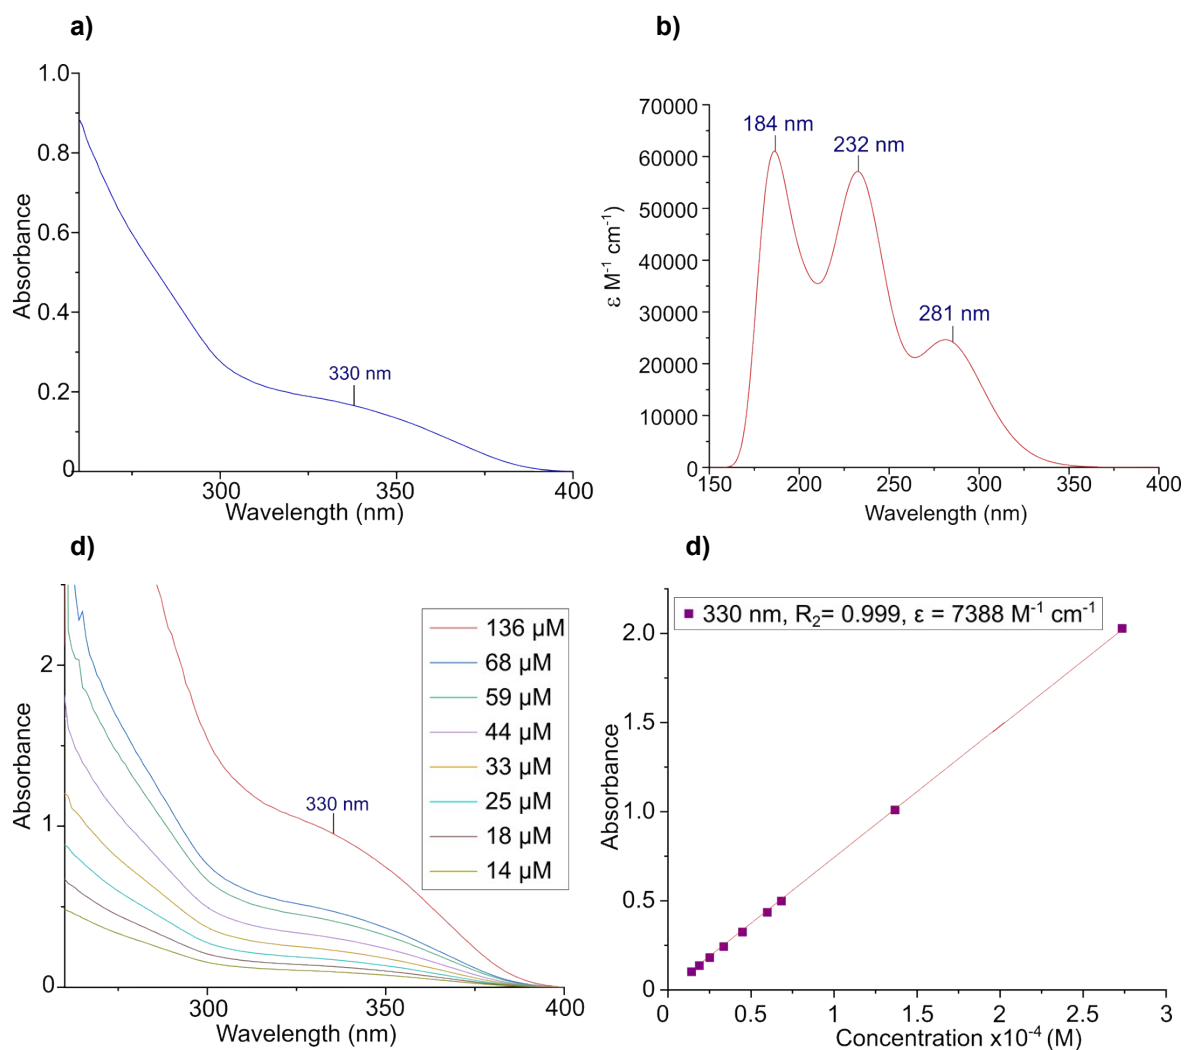 a)
1.0
0.8
0.6
0.4
0.2
0
Absorbance
330 nm
300
350
400
Wavelength (nm)
b)
70000
60000
50000
40000
30000
20000
10000
0
ε M⁻¹ cm⁻¹)
184 nm
232 nm
281 nm
150
200
250
300
350
400
Wavelength (nm)
d)
2
1
0
Absorbance
330 nm
136 µM
68 µM
59 µM
44 µM
33 µM
25 µM
18 µM
14 µM
300
350
400
Wavelength (nm)
d)
330 nm, R₂= 0.999, ε = 7388 M⁻¹ cm⁻¹
2.0
1.5
1.0
0.5
0
Absorbance
0
0.5
1
1.5
2
2.5
3
Concentration x10⁻⁴ (M)